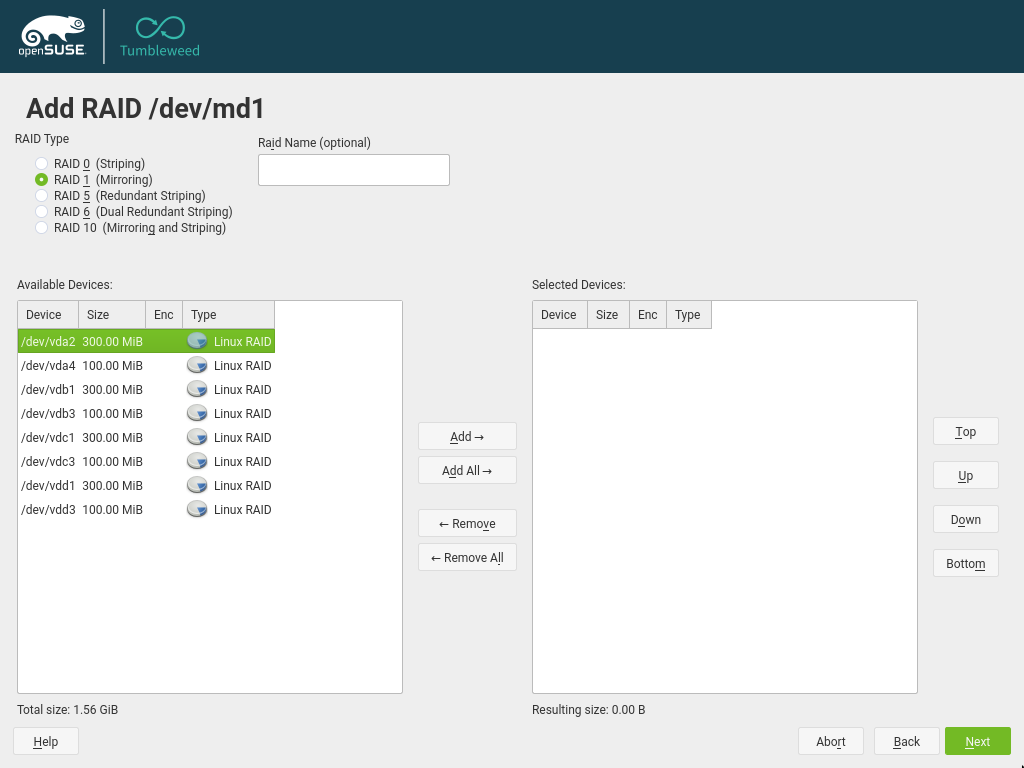 openSUSE
Tumbleweed
Add RAID /dev/md1
RAID Type
RAID 0 (Striping)
RAID 1 (Mirroring)
RAID 5 (Redundant Striping)
RAID 6 (Dual Redundant Striping)
RAID 10 (Mirroring and Striping)
Raid Name (optional)
Available Devices:
Device Size Enc Type
/dev/vda2 300.00 MiB Linux RAID
/dev/vda4 100.00 MiB Linux RAID
/dev/vdb1 300.00 MiB Linux RAID
/dev/vdb3 100.00 MiB Linux RAID
/dev/vdc1 300.00 MiB Linux RAID
/dev/vdc3 100.00 MiB Linux RAID
/dev/vdd1 300.00 MiB Linux RAID
/dev/vdd3 100.00 MiB Linux RAID
Total size: 1.56 GiB
Add →
Add All →
← Remove
← Remove All
Selected Devices:
Device Size Enc Type
Resulting size: 0.00 B
Top
Up
Down
Bottom
Help
Abort
Back
Next